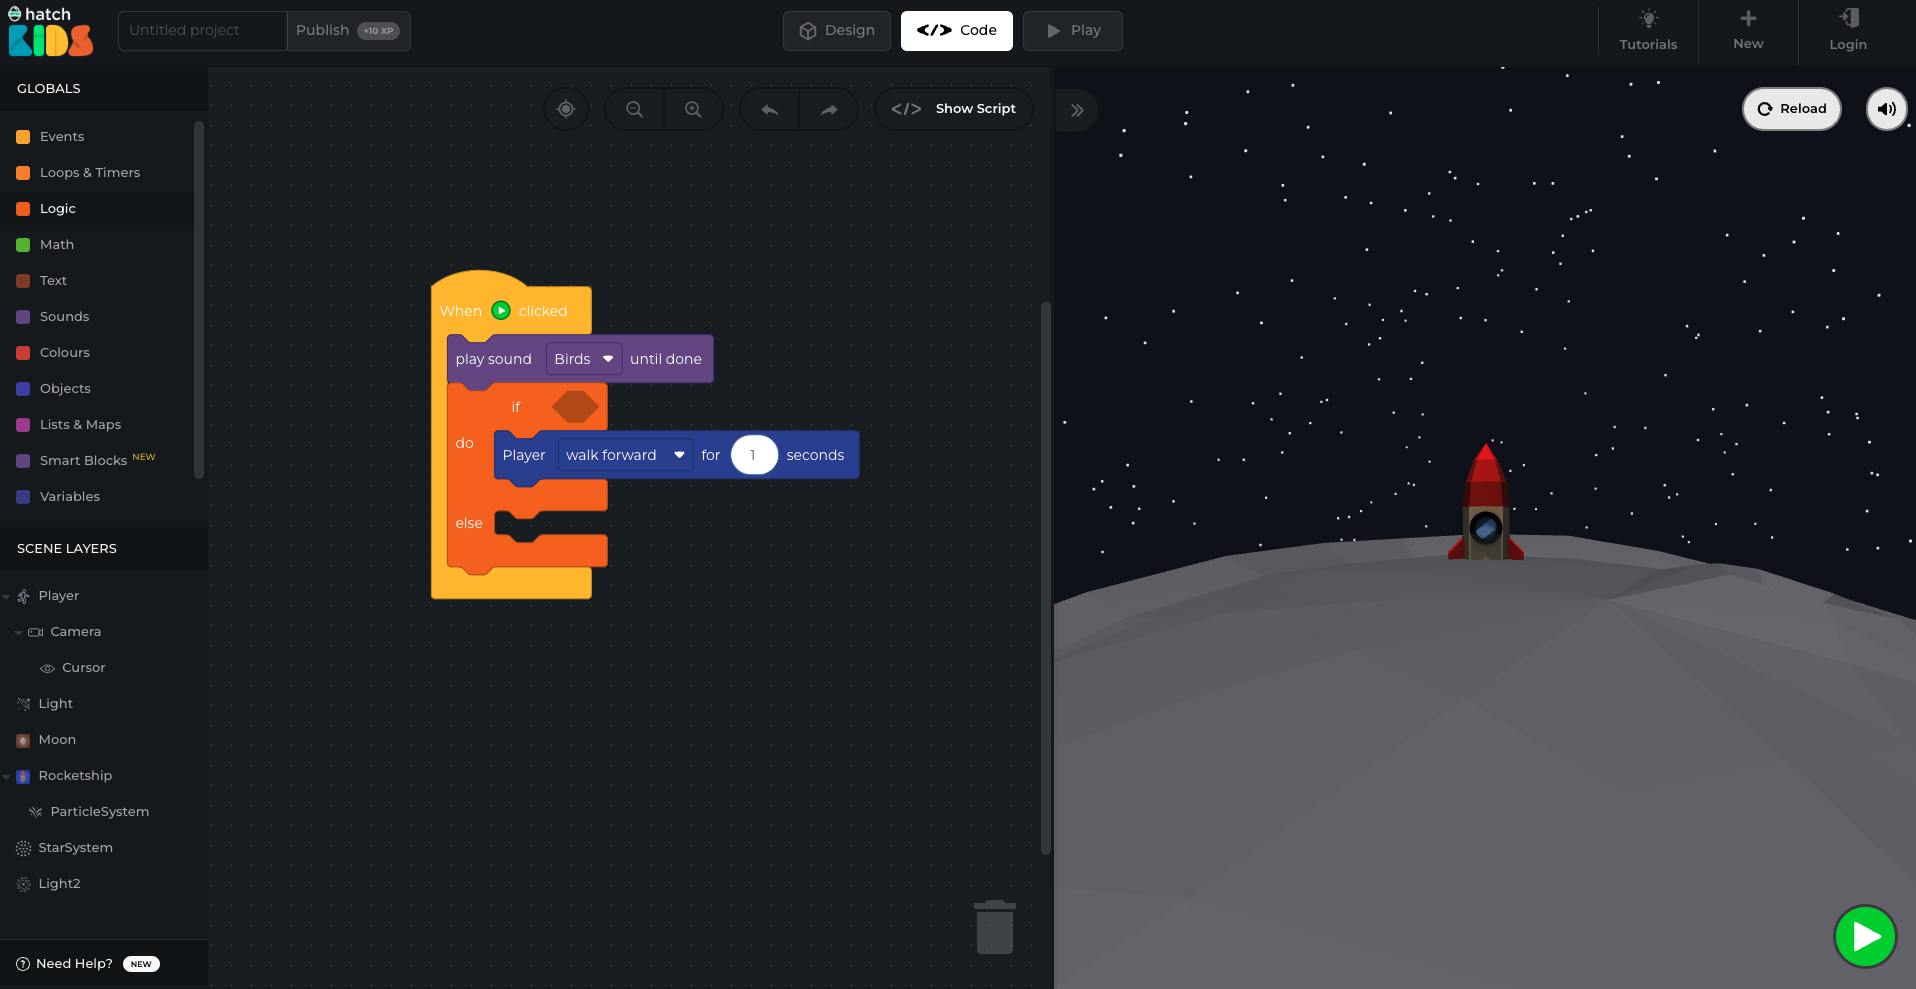 hatch
KIDS
Untitled project
Publish +10 XP
Design
Code
Play
Tutorials
New
Login
GLOBALS
Events
Loops & Timers
Logic
Math
Text
Sounds
Colours
Objects
Lists & Maps
Smart Blocks NEW
Variables
SCENE LAYERS
Player
Camera
Cursor
Light
Moon
Rocketship
ParticleSystem
StarSystem
Light2
Need Help? NEW
</> Show Script
When clicked
play sound Birds until done
if
do
Player walk forward for 1 seconds
else
Reload